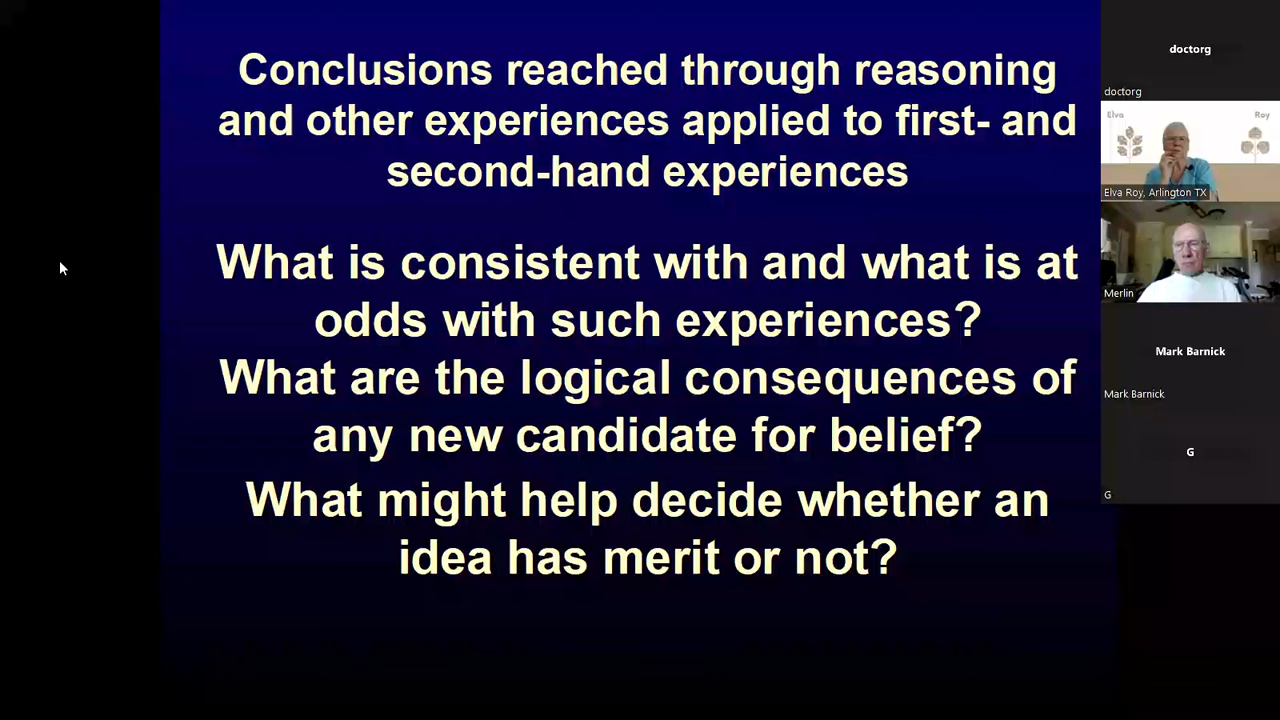 Conclusions reached through reasoning
and other experiences applied to first- and
second-hand experiences
What is consistent with and what is at
odds with such experiences?
What are the logical consequences of
any new candidate for belief?
What might help decide whether an
idea has merit or not?
doctorg
doctorg
Elva Roy
Elva Roy, Arlington TX
Merlin
Mark Barnick
Mark Barnick
G
G